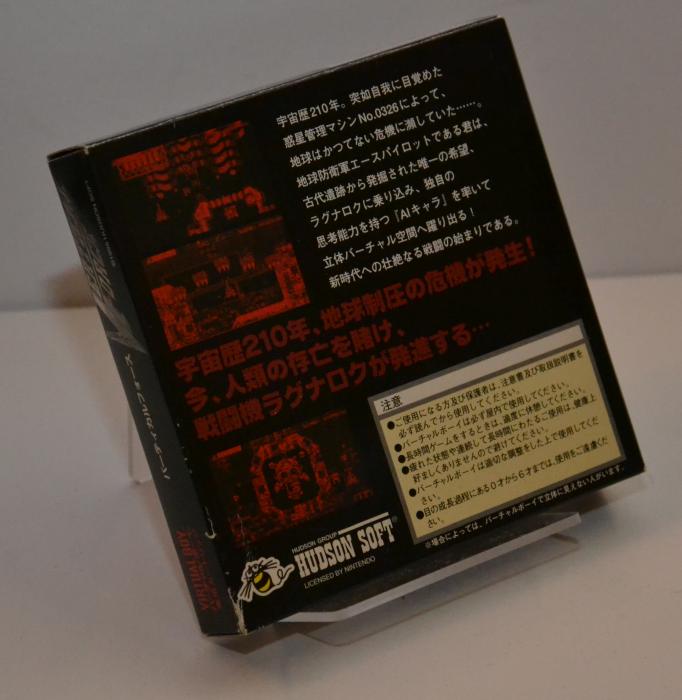 宇宙歴210年。突如自我に目覚めた
惑星管理マシンNo.0326によって、
地球はかつてない危機に瀕していた……。
地球防衛軍エースパイロットである君は、
古代遺跡から発掘された唯一の希望、
ラグナロクに乗り込み、独自の
思考能力を持つ「AIキャラ」を率いて
立体バーチャル空間へ躍り出る!
新時代への壮絶なる戦闘の始まりである。
宇宙歴210年、地球制圧の危機が発生!
今、人類の存亡を賭け、
戦闘機ラグナロクが発進する…
注意
●ご使用になる方及び保護者は、注意書及び取扱説明書を
必ず読んでから使用してください。
●バーチャルボーイは必ず屋内で使用してください。
●長時間ゲームをするときは、適度に休憩してください。
●疲れた状態や連続して長時間にわたるご使用は、健康上
好ましくありませんので避けてください。
●バーチャルボーイは適切な調整をした上で使用してくだ
さい。
●目の成長過程にある0才から6才までは、使用をご遠慮くだ
さい。
※場合によっては、バーチャルボーイで立体に見えない人がいます。
HUDSON GROUP
HUDSON SOFT®
LICENSED BY NINTENDO
VIRTUAL BOY